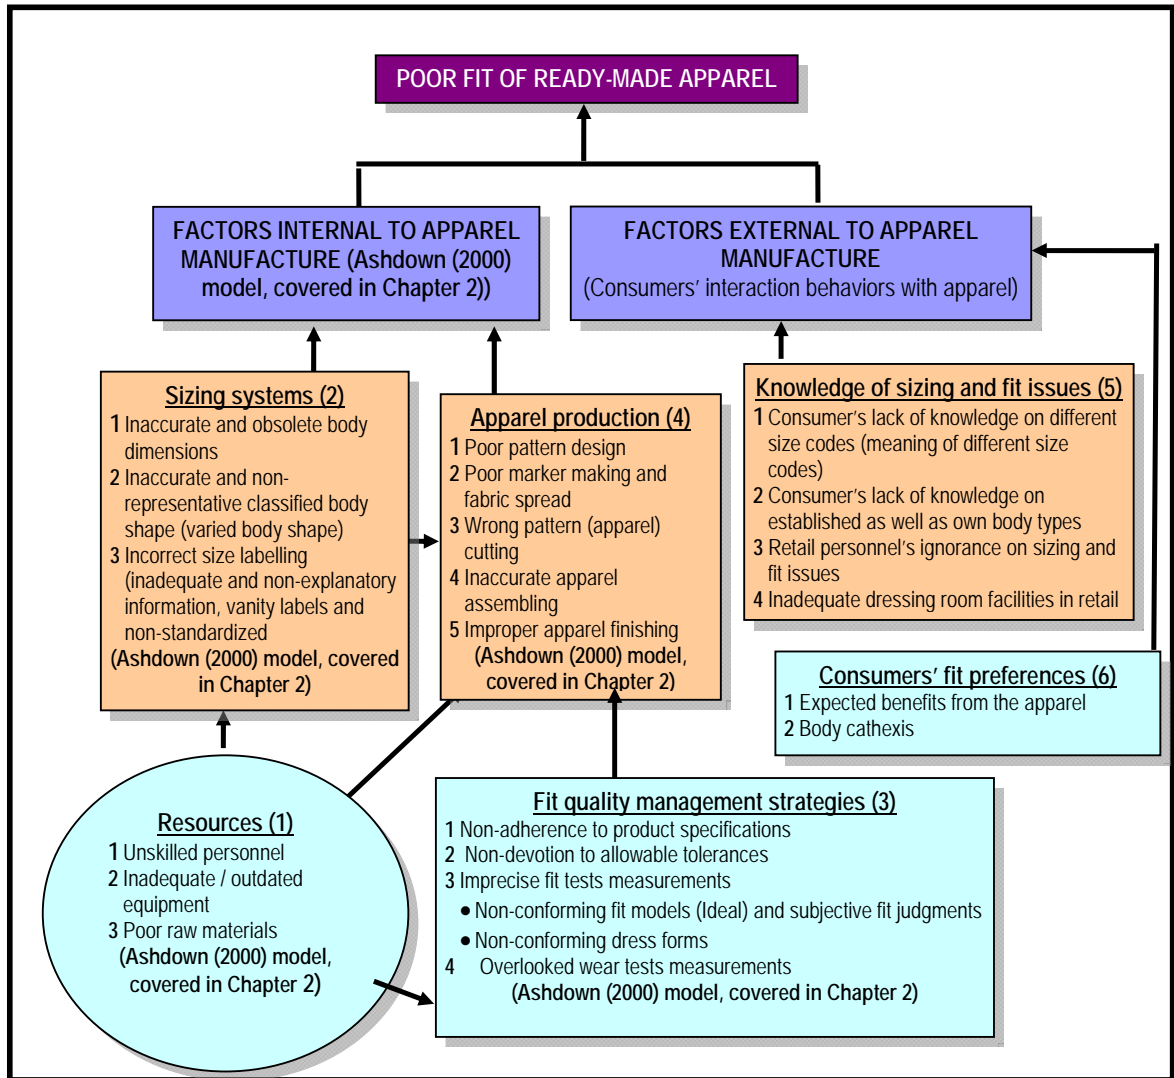 POOR FIT OF READY-MADE APPAREL
FACTORS INTERNAL TO APPAREL
MANUFACTURE (Ashdown (2000)
model, covered in Chapter 2))
FACTORS EXTERNAL TO APPAREL
MANUFACTURE
(Consumers' interaction behaviors with apparel)
Sizing systems (2)
1 Inaccurate and obsolete body
dimensions
2 Inaccurate and non-
representative classified body
shape (varied body shape)
3 Incorrect size labelling
(inadequate and non-explanatory
information, vanity labels and
non-standardized
(Ashdown (2000) model, covered
in Chapter 2)
Apparel production (4)
1 Poor pattern design
2 Poor marker making and
fabric spread
3 Wrong pattern (apparel)
cutting
4 Inaccurate apparel
assembling
5 Improper apparel finishing
(Ashdown (2000) model,
covered in Chapter 2)
Knowledge of sizing and fit issues (5)
1 Consumer's lack of knowledge on different
size codes (meaning of different size
codes)
2 Consumer's lack of knowledge on
established as well as own body types
3 Retail personnel's ignorance on sizing and
fit issues
4 Inadequate dressing room facilities in retail
Consumers' fit preferences (6)
1 Expected benefits from the apparel
2 Body cathexis
Resources (1)
1 Unskilled personnel
2 Inadequate / outdated
equipment
3 Poor raw materials
(Ashdown (2000) model,
covered in Chapter 2)
Fit quality management strategies (3)
1 Non-adherence to product specifications
2 Non-devotion to allowable tolerances
3 Imprecise fit tests measurements
• Non-conforming fit models (Ideal) and subjective fit judgments
• Non-conforming dress forms
4 Overlooked wear tests measurements
(Ashdown (2000) model, covered in Chapter 2)